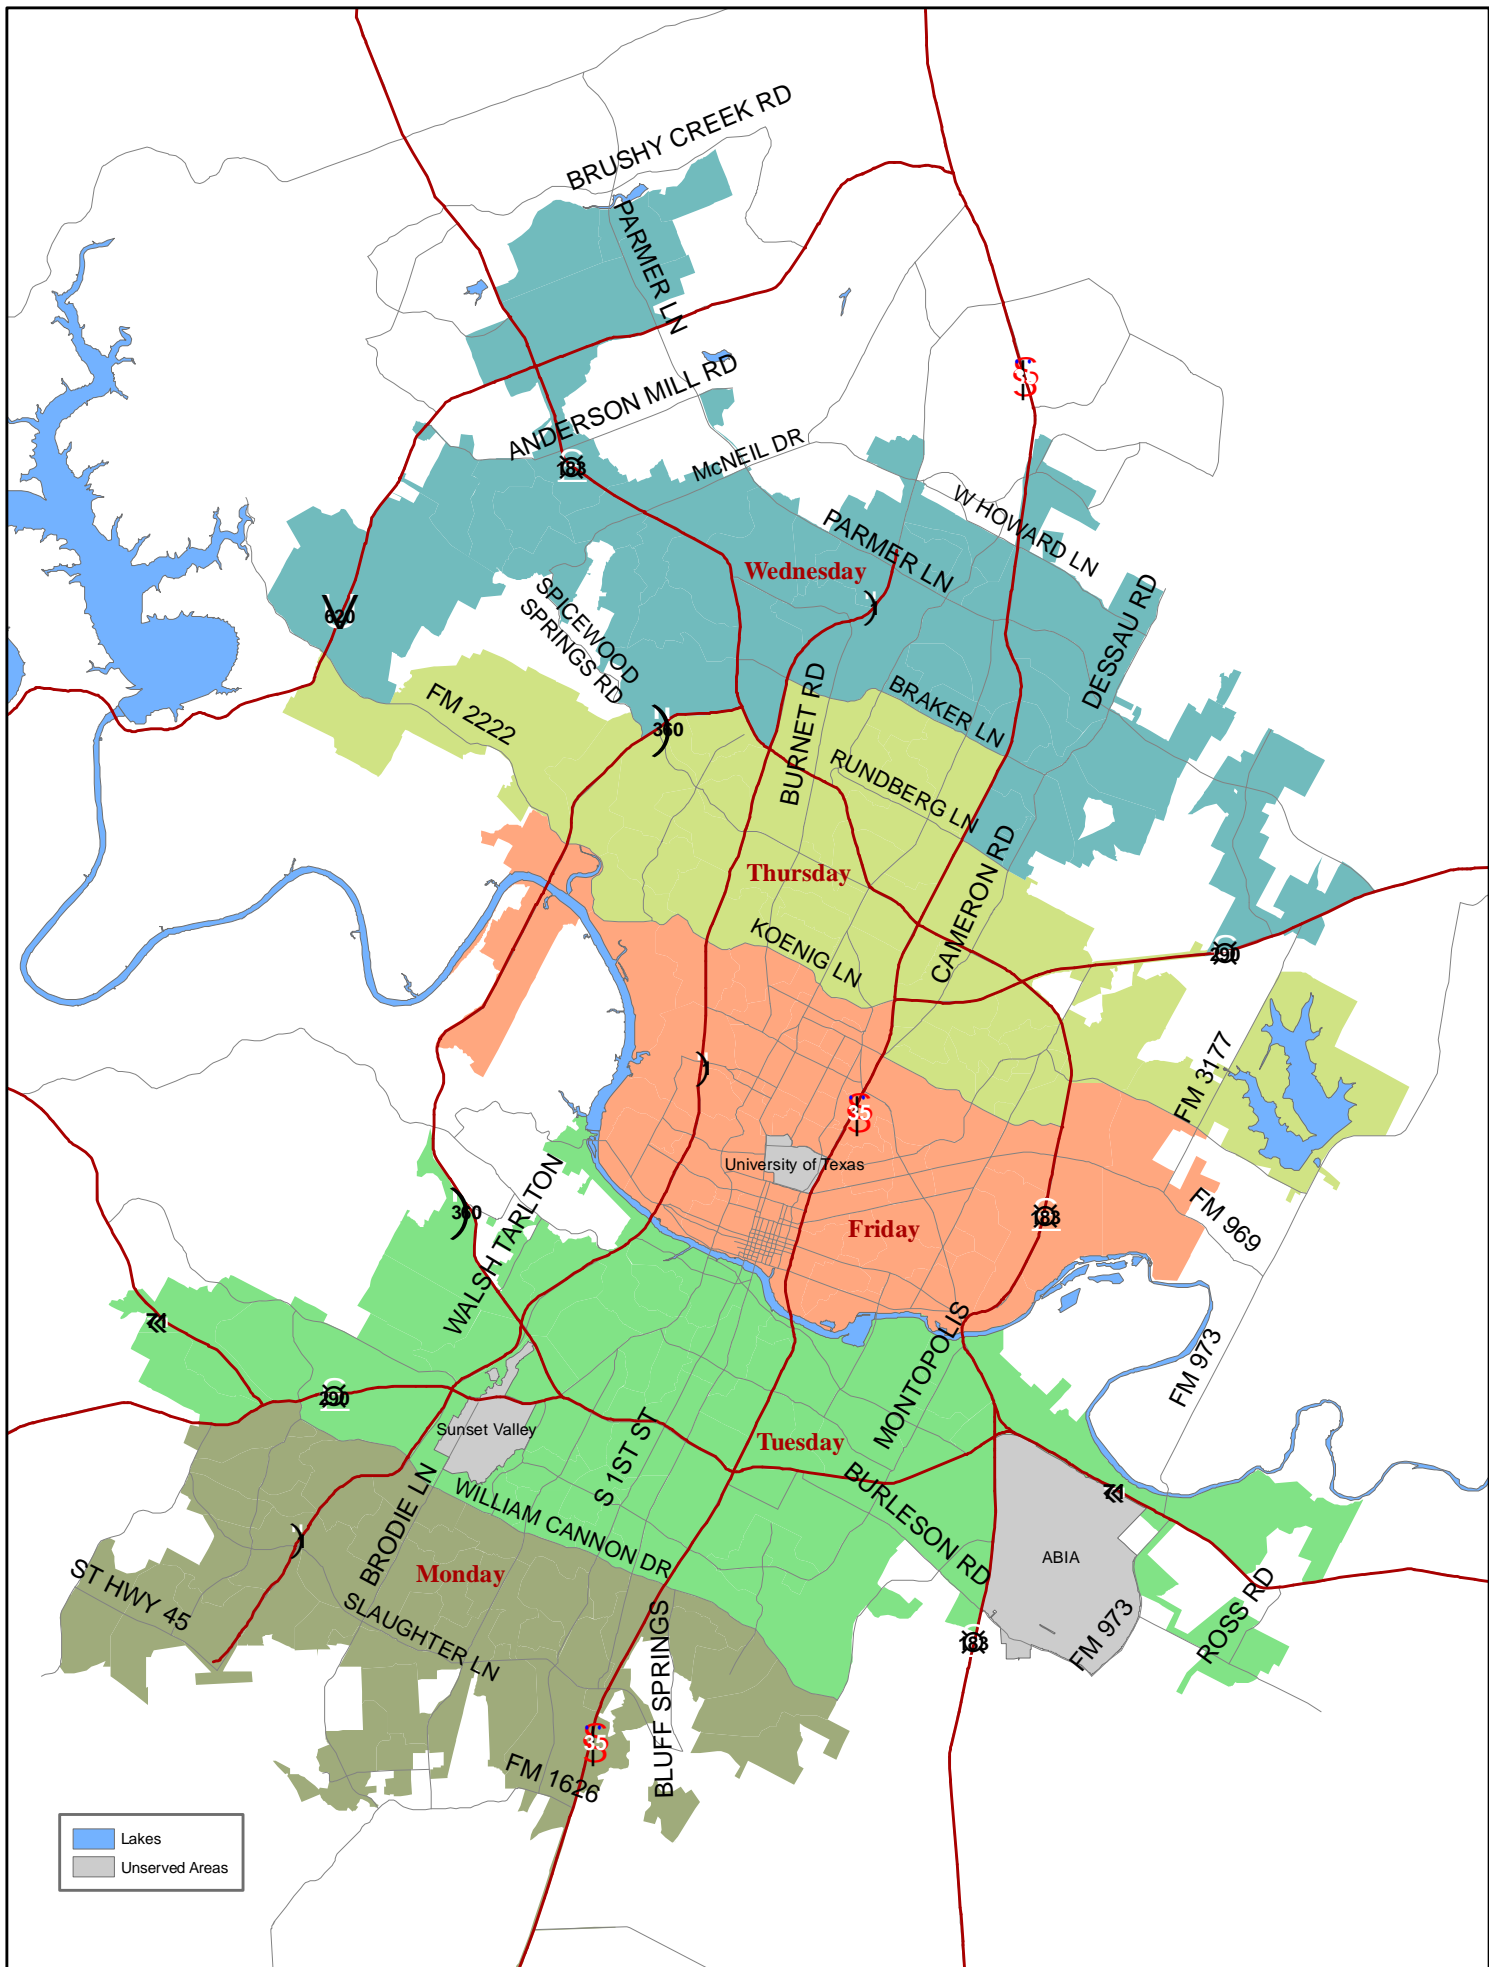 BRUSHY CREEK RD
PARMER LN
ANDERSON MILL RD
183
McNEIL DR
35
W HOWARD LN
PARMER LN
Wednesday
1
620
SPICEWOOD
SPRINGS RD
DESSAU RD
FM 2222
360
BURNET RD
BRAKER LN
RUNDBERG LN
CAMERON RD
Thursday
KOENIG LN
290
FM 3177
1
35
University of Texas
WALSH TARLTON
360
Friday
183
FM 969
71
MONTOPOLIS
FM 973
290
Sunset Valley
S 1ST ST
Tuesday
BURLESON RD
71
WILLIAM CANNON DR
BRODIE LN
1
ABIA
Monday
ST HWY 45
SLAUGHTER LN
BLUFF SPRINGS
183
FM 973
ROSS RD
35
FM 1626
Lakes
Unserved Areas